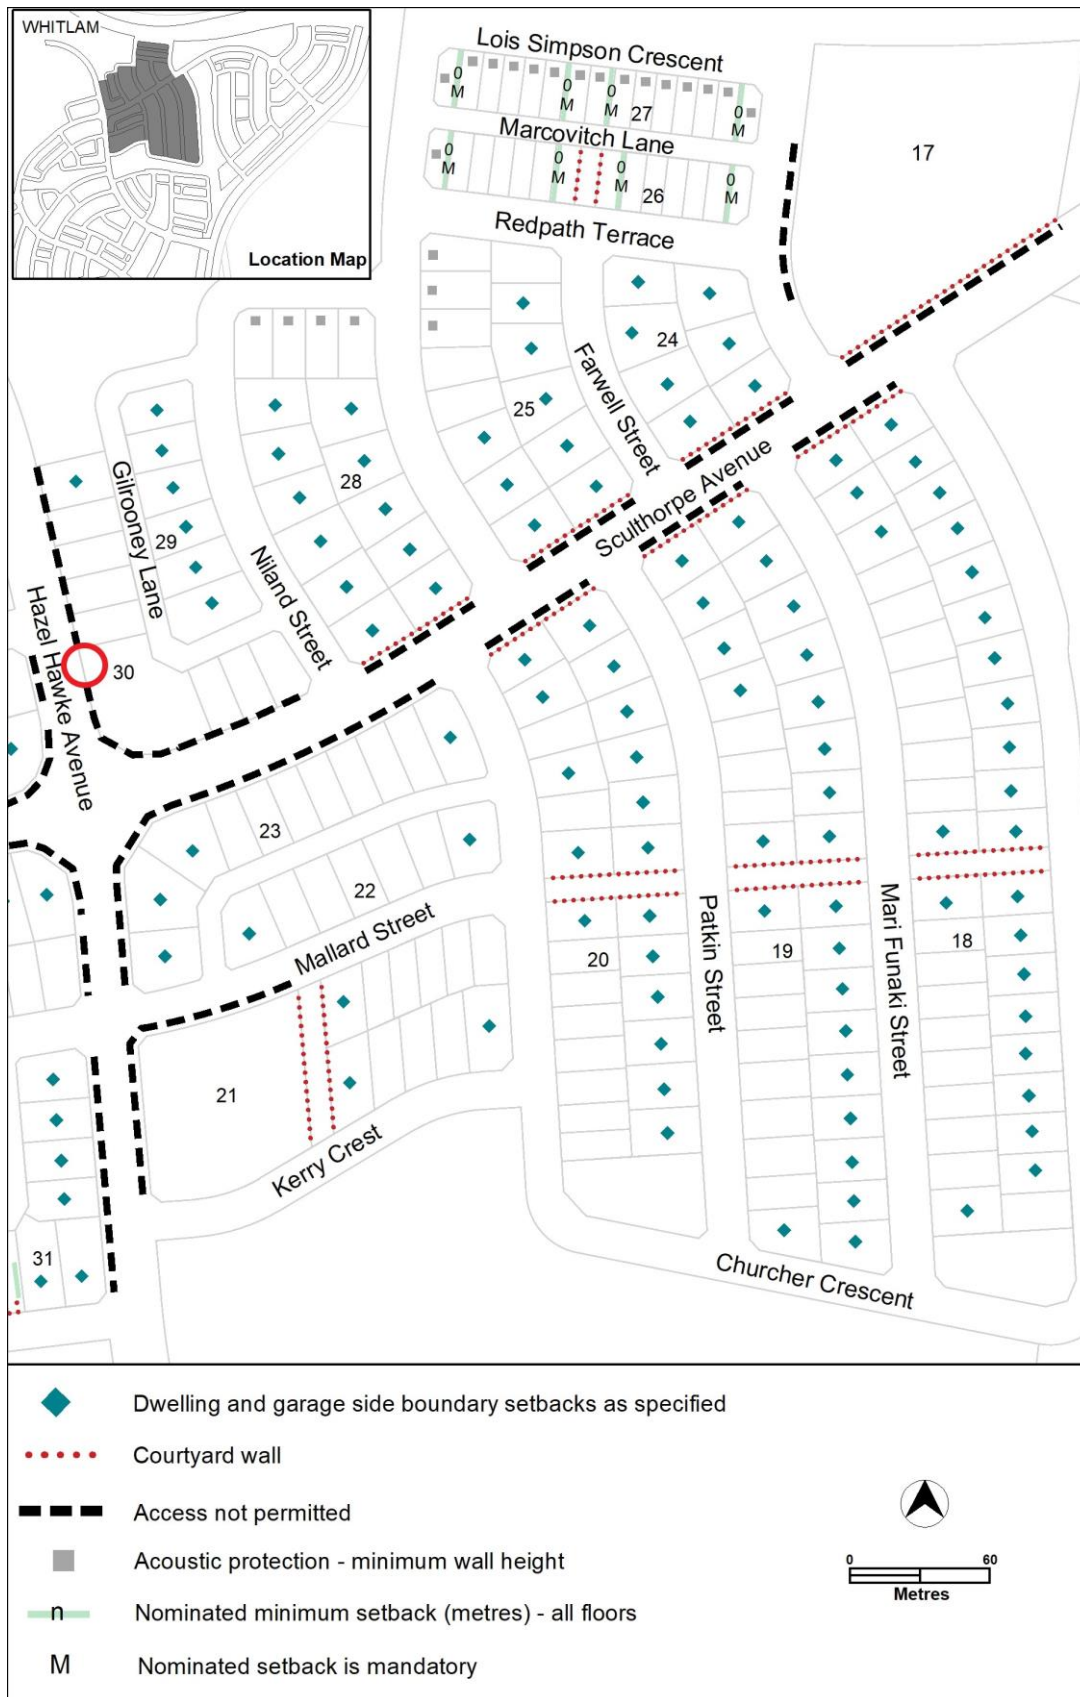 WHITLAM
Location Map
Lois Simpson Crescent
0
M
0
M
0
M
0
M
27
Marcovitch Lane
0
M
0
M
0
M
0
M
26
Redpath Terrace
17
24
Farwell Street
25
28
Gilrooney Lane
29
Niland Street
Sculthorpe Avenue
Hazel Hawke Avenue
30
23
22
Mallard Street
20
Patkin Street
19
Mari Funaki Street
18
21
Kerry Crest
31
Churcher Crescent
Dwelling and garage side boundary setbacks as specified
Courtyard wall
Access not permitted
Acoustic protection - minimum wall height
n Nominated minimum setback (metres) - all floors
M Nominated setback is mandatory
0 60
Metres